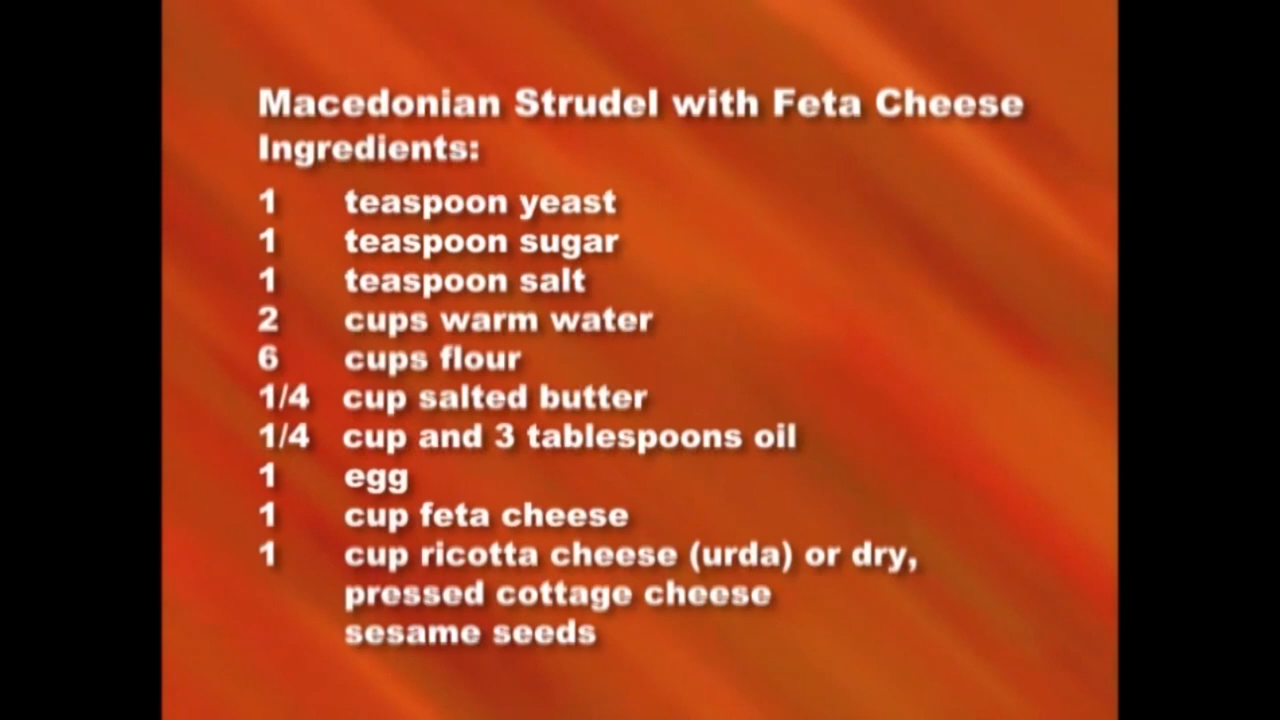 Macedonian Strudel with Feta Cheese
Ingredients:
1 teaspoon yeast
1 teaspoon sugar
1 teaspoon salt
2 cups warm water
6 cups flour
1/4 cup salted butter
1/4 cup and 3 tablespoons oil
1 egg
1 cup feta cheese
1 cup ricotta cheese (urda) or dry,
pressed cottage cheese
sesame seeds